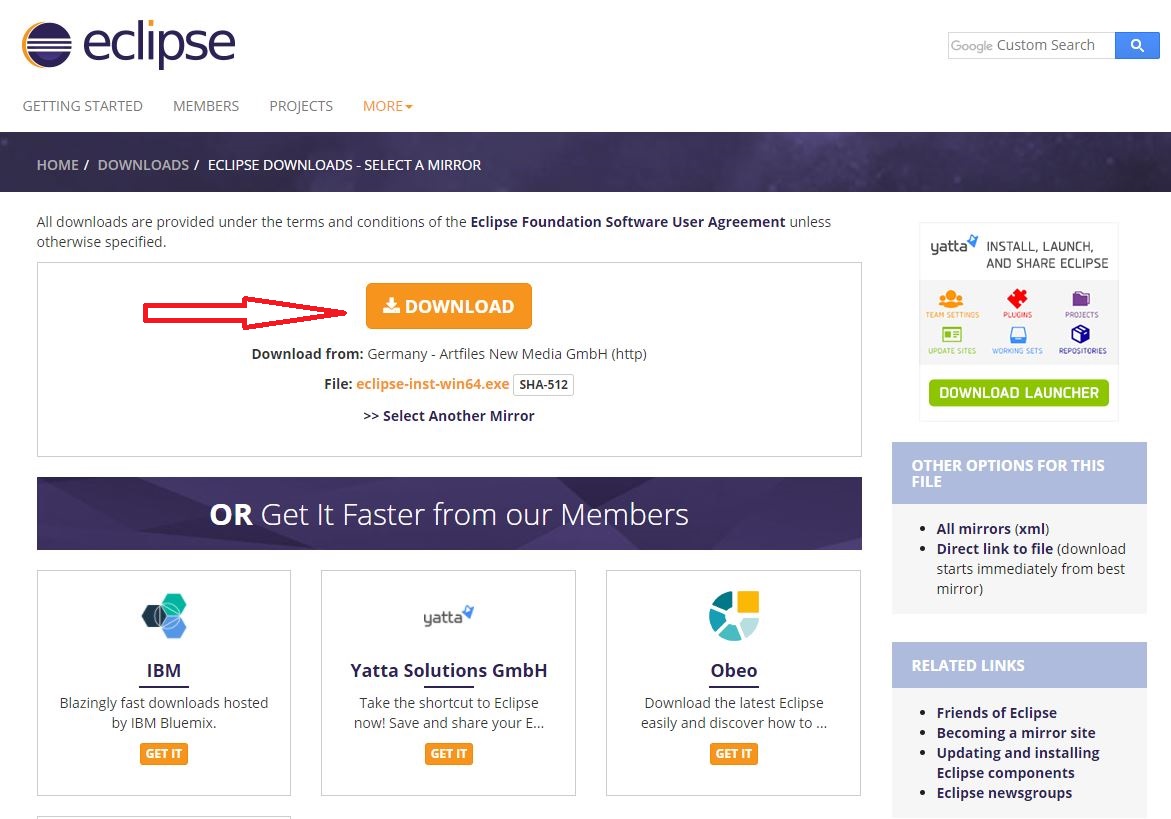 eclipse
Google Custom Search
GETTING STARTED MEMBERS PROJECTS MORE
HOME / DOWNLOADS / ECLIPSE DOWNLOADS - SELECT A MIRROR
All downloads are provided under the terms and conditions of the Eclipse Foundation Software User Agreement unless
otherwise specified.
DOWNLOAD
Download from: Germany - Artfiles New Media GmbH (http)
File: eclipse-inst-win64.exe SHA-512
>> Select Another Mirror
OR Get It Faster from our Members
IBM
Blazingly fast downloads hosted
by IBM Bluemix.
GET IT
yatta
Yatta Solutions GmbH
Take the shortcut to Eclipse
now! Save and share your E...
GET IT
Obeo
Download the latest Eclipse
easily and discover how to ...
GET IT
yatta INSTALL, LAUNCH,
AND SHARE ECLIPSE
TEAM SETTINGS PLUGINS PROJECTS
UPDATE SITES WORKING SETS REPOSITORIES
DOWNLOAD LAUNCHER
OTHER OPTIONS FOR THIS
FILE
All mirrors (xml)
Direct link to file (download
starts immediately from best
mirror)
RELATED LINKS
Friends of Eclipse
Becoming a mirror site
Updating and installing
Eclipse components
Eclipse newsgroups